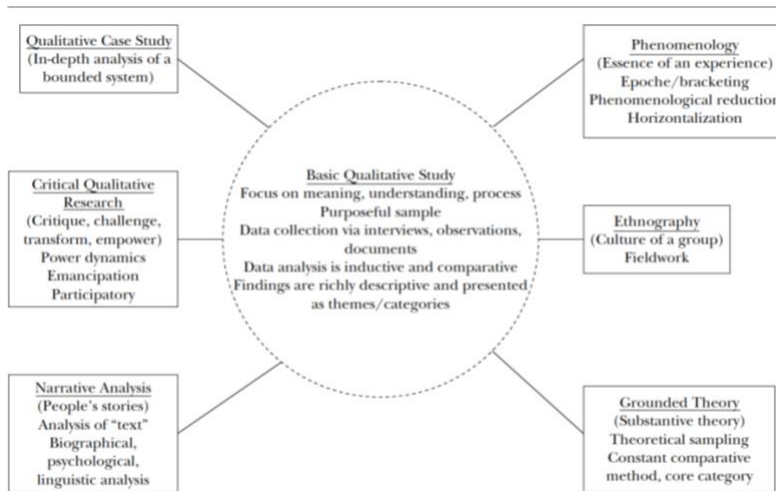 Qualitative Case Study
(In-depth analysis of a
bounded system)
Phenomenology
(Essence of an experience)
Epoche/bracketing
Phenomenological reduction
Horizontalization
Critical Qualitative
Research
(Critique, challenge,
transform, empower)
Power dynamics
Emancipation
Participatory
Basic Qualitative Study
Focus on meaning, understanding, process
Purposeful sample
Data collection via interviews, observations,
documents
Data analysis is inductive and comparative
Findings are richly descriptive and presented
as themes/categories
Ethnography
(Culture of a group)
Fieldwork
Narrative Analysis
(People's stories)
Analysis of "text"
Biographical,
psychological,
linguistic analysis
Grounded Theory
(Substantive theory)
Theoretical sampling
Constant comparative
method, core category